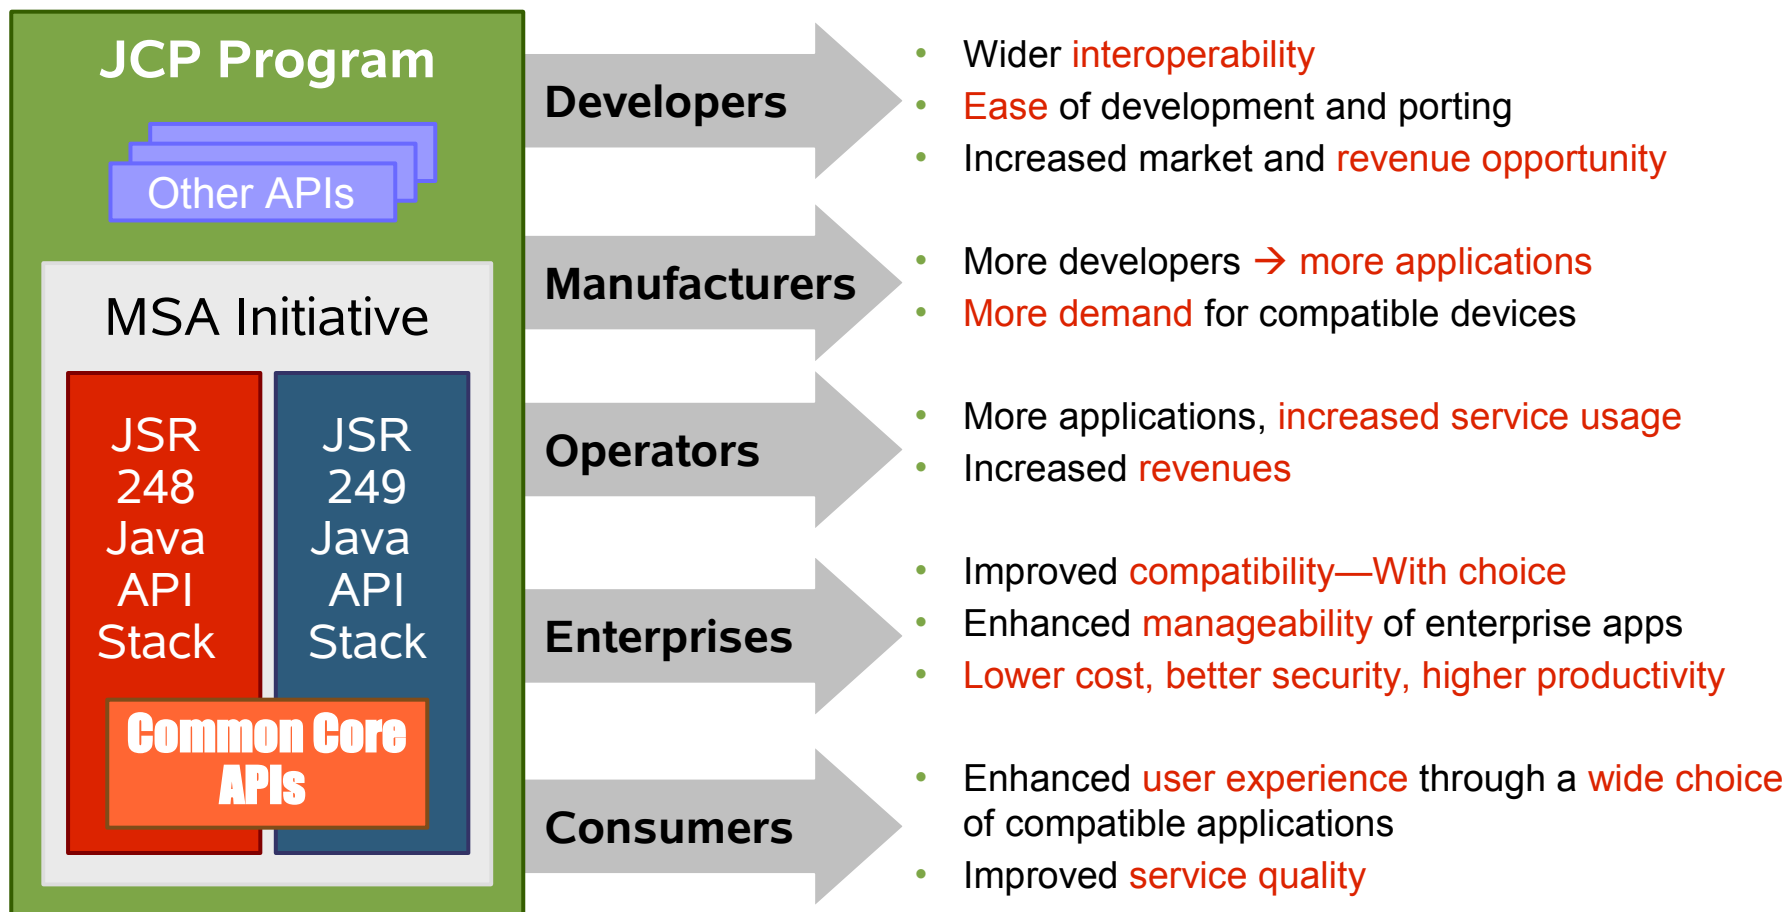 JCP Program
Other APIs
MSA Initiative
JSR
248
Java
API
Stack
JSR
249
Java
API
Stack
Common Core
APIs
Developers
• Wider interoperability
• Ease of development and porting
• Increased market and revenue opportunity
Manufacturers
• More developers → more applications
• More demand for compatible devices
Operators
• More applications, increased service usage
• Increased revenues
Enterprises
• Improved compatibility—With choice
• Enhanced manageability of enterprise apps
• Lower cost, better security, higher productivity
Consumers
• Enhanced user experience through a wide choice
of compatible applications
• Improved service quality